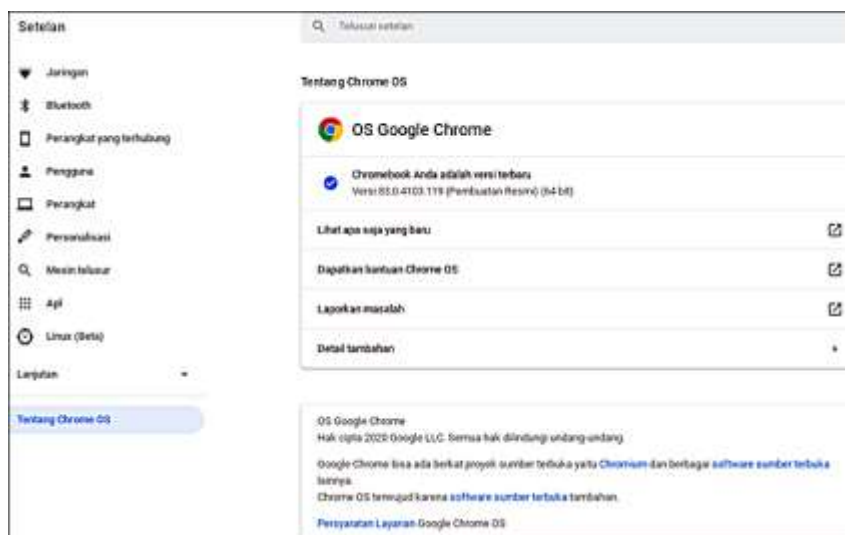 Setelan
Telusuri setelan
Jaringan
Bluetooth
Perangkat yang terhubung
Pengguna
Perangkat
Personalisasi
Mesin telusur
Apl
Linux (Beta)
Lanjutan
Tentang Chrome OS
Tentang Chrome OS
OS Google Chrome
Chromebook Anda adalah versi terbaru
Versi 83.0.4103.119 (Pembuatan Resmi) (64 bit)
Lihat apa saja yang baru
Dapatkan bantuan Chrome OS
Laporkan masalah
Detail tambahan
OS Google Chrome
Hak cipta 2020 Google LLC. Semua hak dilindungi undang-undang.
Google Chrome bisa ada berkat proyek sumber terbuka yaitu Chromium dan berbagai software sumber terbuka
lainnya.
Chrome OS terwujud karena software sumber terbuka tambahan.
Persyaratan Layanan Google Chrome OS